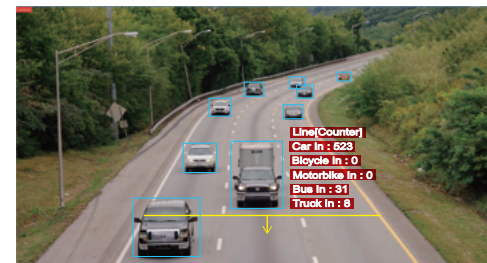 Line[Counter]
Car in : 523
Bicycle in : 0
Motorbike in : 0
Bus in : 31
Truck in : 8